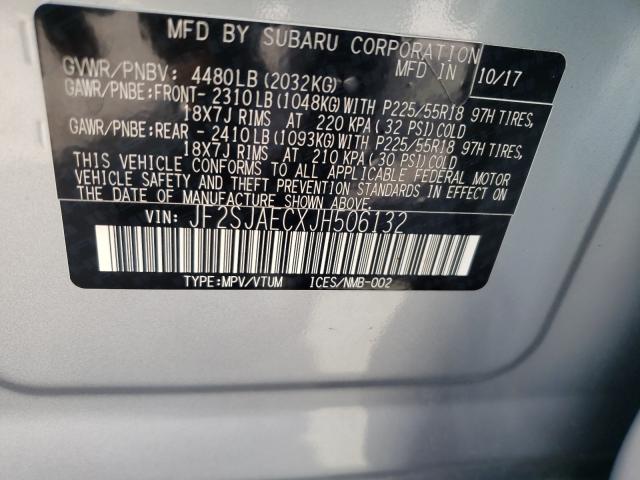 MFD BY SUBARU CORPORATION
MFD IN 10/17
GVWR/PNBV: 4480LB(2032KG)
GAWR/PNBE:FRONT- 2310LB(1048KG)WITH P225/55R18 97H TIRES,
18X7J RIMS AT 220 KPA( 32 PSI)COLD
GAWR/PNBE:REAR - 2410LB(1093KG)WITH P225/55R18 97H TIRES,
18X7J RIMS AT 210 KPA( 30 PSI)COLD
THIS VEHICLE CONFORMS TO ALL APPLICABLE FEDERAL MOTOR
VEHICLE SAFETY AND THEFT PREVENTION STANDARDS IN EFFECT ON
THE DATE OF MANUFACTURE SHOWN ABOVE.
VIN: JF2SJAECXJH506132
TYPE:MPV/VTUM ICES/NMB-002